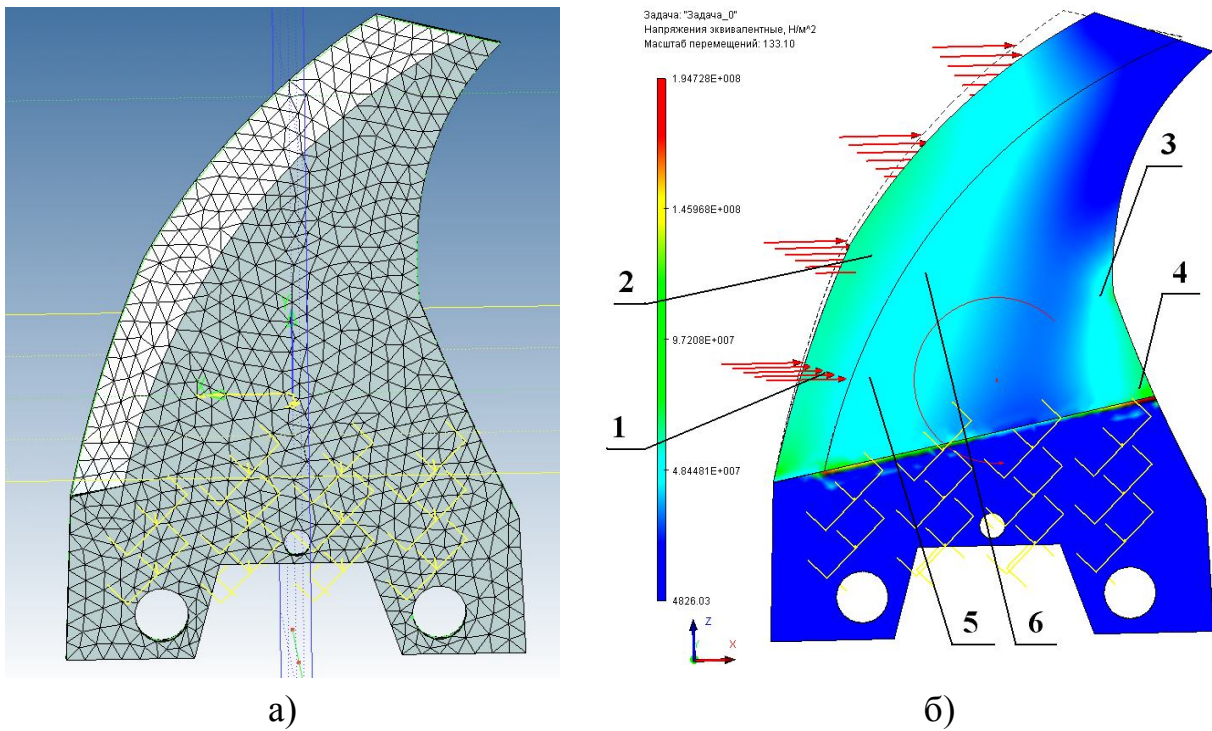 Задача: "Задача_0"
Напряжения эквивалентные, Н/м^2
Масштаб перемещений: 133.10
1.94728E+008
1.45968E+008
9.7208E+007
4.84481E+007
4826.03
1
2
3
4
5
6
Z
Y
X
а)
б)